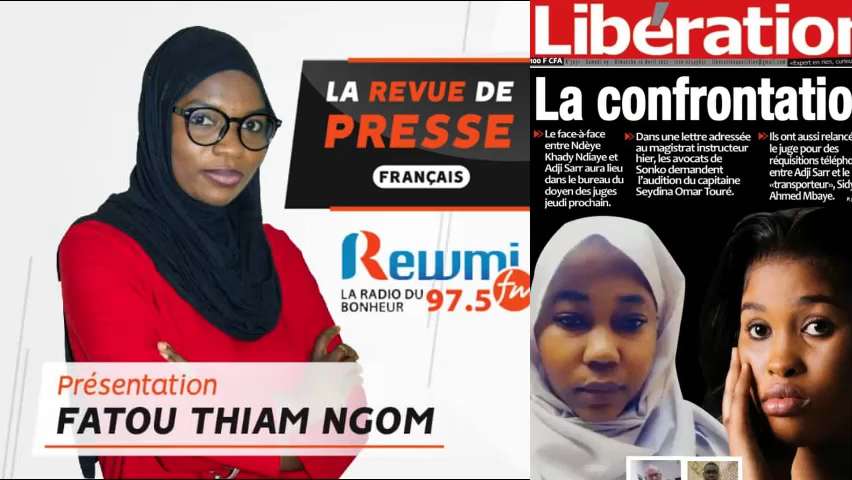 LA REVUE DE
PRESSE
FRANÇAIS
Rewmi fm
LA RADIO DU
BONHEUR 97.5
Présentation
FATOU THIAM NGOM
Libération
100 F CFA
La confrontatio
Le face-à-face
entre Ndèye
Khady Ndiaye et
Adji Sarr aura lieu
dans le bureau du
doyen des juges
jeudi prochain.
Dans une lettre adressée
au magistrat instructeur
hier, les avocats de
Sonko demandent
l'audition du capitaine
Seydina Omar Touré.
Ils ont aussi relancé
le juge pour des
réquisitions télépho
entre Adji Sarr et le
«transporteur», Sidy
Ahmed Mbaye.